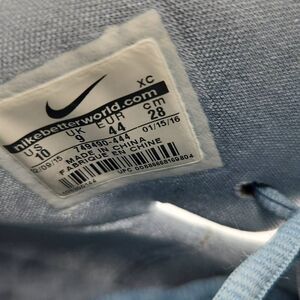 XC
nikebetterworld.com
US UK EUR cm
10 9 44 28
12/09/15 749490-444 01/15/16
MADE IN CHINA
FABRIQUE EN CHINE